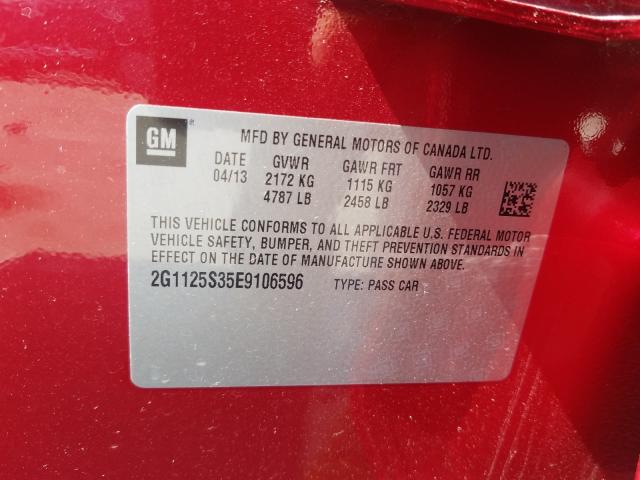 GM
MFD BY GENERAL MOTORS OF CANADA LTD.
DATE GVWR GAWR FRT GAWR RR
04/13 2172 KG 1115 KG 1057 KG
4787 LB 2458 LB 2329 LB
THIS VEHICLE CONFORMS TO ALL APPLICABLE U.S. FEDERAL MOTOR
VEHICLE SAFETY, BUMPER, AND THEFT PREVENTION STANDARDS IN
EFFECT ON THE DATE OF MANUFACTURE SHOWN ABOVE.
2G1125S35E9106596 TYPE: PASS CAR